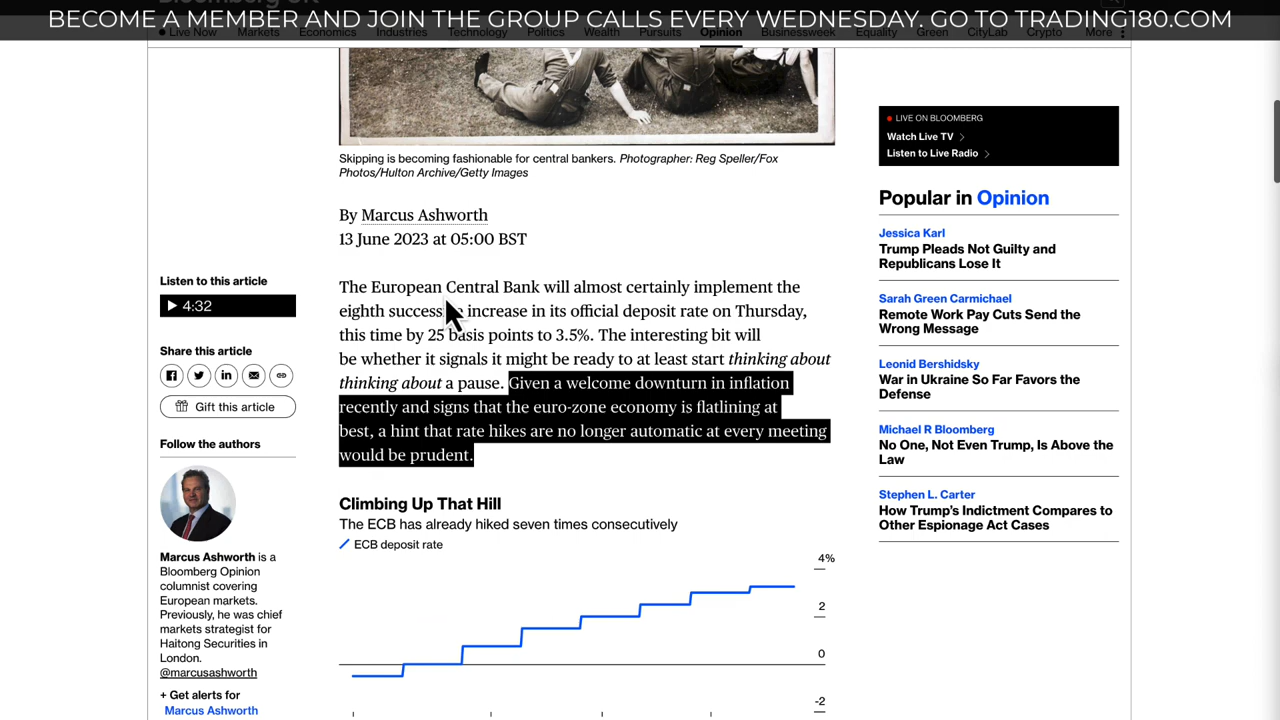 BECOME A MEMBER AND JOIN THE GROUP CALLS EVERY WEDNESDAY. GO TO TRADING180.COM
Live Now Markets Economics Industries Technology Politics Wealth Pursuits Opinion Businessweek Equality Green CityLab Crypto More
Skipping is becoming fashionable for central bankers. Photographer: Reg Speller/Fox
Photos/Hulton Archive/Getty Images
By Marcus Ashworth
13 June 2023 at 05:00 BST
Listen to this article
4:32
Share this article
Gift this article
Follow the authors
Marcus Ashworth is a
Bloomberg Opinion
columnist covering
European markets.
Previously, he was chief
markets strategist for
Haitong Securities in
London.
@marcusashworth
+ Get alerts for
Marcus Ashworth
The European Central Bank will almost certainly implement the
eighth increase in its official deposit rate on Thursday,
this time by 25 basis points to 3.5%. The interesting bit will
be whether it signals it might be ready to at least start thinking about
thinking about a pause. Given a welcome downturn in inflation
recently and signs that the euro-zone economy is flatlining at
best, a hint that rate hikes are no longer automatic at every meeting
would be prudent.
Climbing Up That Hill
The ECB has already hiked seven times consecutively
ECB deposit rate
4%
2
0
-2
LIVE ON BLOOMBERG
Watch Live TV
Listen to Live Radio
Popular in Opinion
Jessica Karl
Trump Pleads Not Guilty and
Republicans Lose It
Sarah Green Carmichael
Remote Work Pay Cuts Send the
Wrong Message
Leonid Bershidsky
War in Ukraine So Far Favors the
Defense
Michael R Bloomberg
No One, Not Even Trump, Is Above the
Law
Stephen L. Carter
How Trump's Indictment Compares to
Other Espionage Act Cases